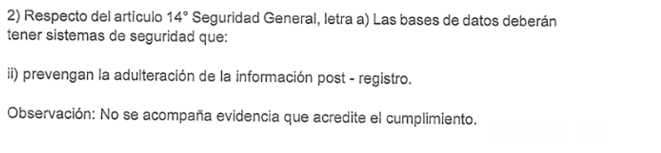 2) Respecto del artículo 14° Seguridad General, letra a) Las bases de datos deberán
tener sistemas de seguridad que:
ii) prevengan la adulteración de la información post - registro.
Observación: No se acompaña evidencia que acredite el cumplimiento.